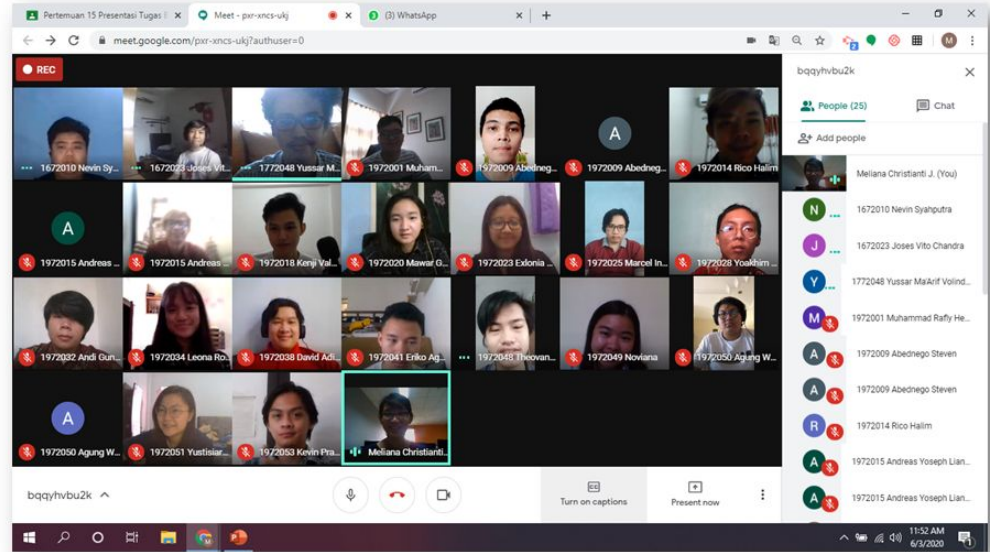 Pertemuan 15 Presentasi Tugas
Meet - pxr-xncs-ukj
(3) WhatsApp
meet.google.com/pxr-xncs-ukj?authuser=0
M
REC
1672010 Nevin Sy...
1672023 Joses Vit...
1772048 Yussar M...
1972001 Muham...
1972009 Abedneg...
A
1972009 Abedneg...
1972014 Rico Halim
A
1972015 Andreas ...
1972015 Andreas ...
1972018 Kenji Val...
1972020 Mawar G...
1972023 Exlonia ...
1972025 Marcel In...
1972028 Yoakhim ...
1972032 Andi Gun...
1972034 Leona Ro...
1972038 David Adi...
1972041 Eriko Ag...
1972048 Theovan...
1972049 Noviana
1972050 Agung W...
A
1972050 Agung W...
1972051 Yustisiar...
1972053 Kevin Pra...
Meliana Christianti...
bqqyhvbu2k
Turn on captions
Present now
bqqyhvbu2k
People (25)
Chat
Add people
Meliana Christianti J. (You)
N
1672010 Nevin Syahputra
J
1672023 Joses Vito Chandra
Y
1772048 Yussar Ma'Arif Volind...
M
1972001 Muhammad Rafly He...
A
1972009 Abednego Steven
A
1972009 Abednego Steven
R
1972014 Rico Halim
A
1972015 Andreas Yoseph Lian...
A
1972015 Andreas Yoseph Lian...
11:52 AM
6/3/2020